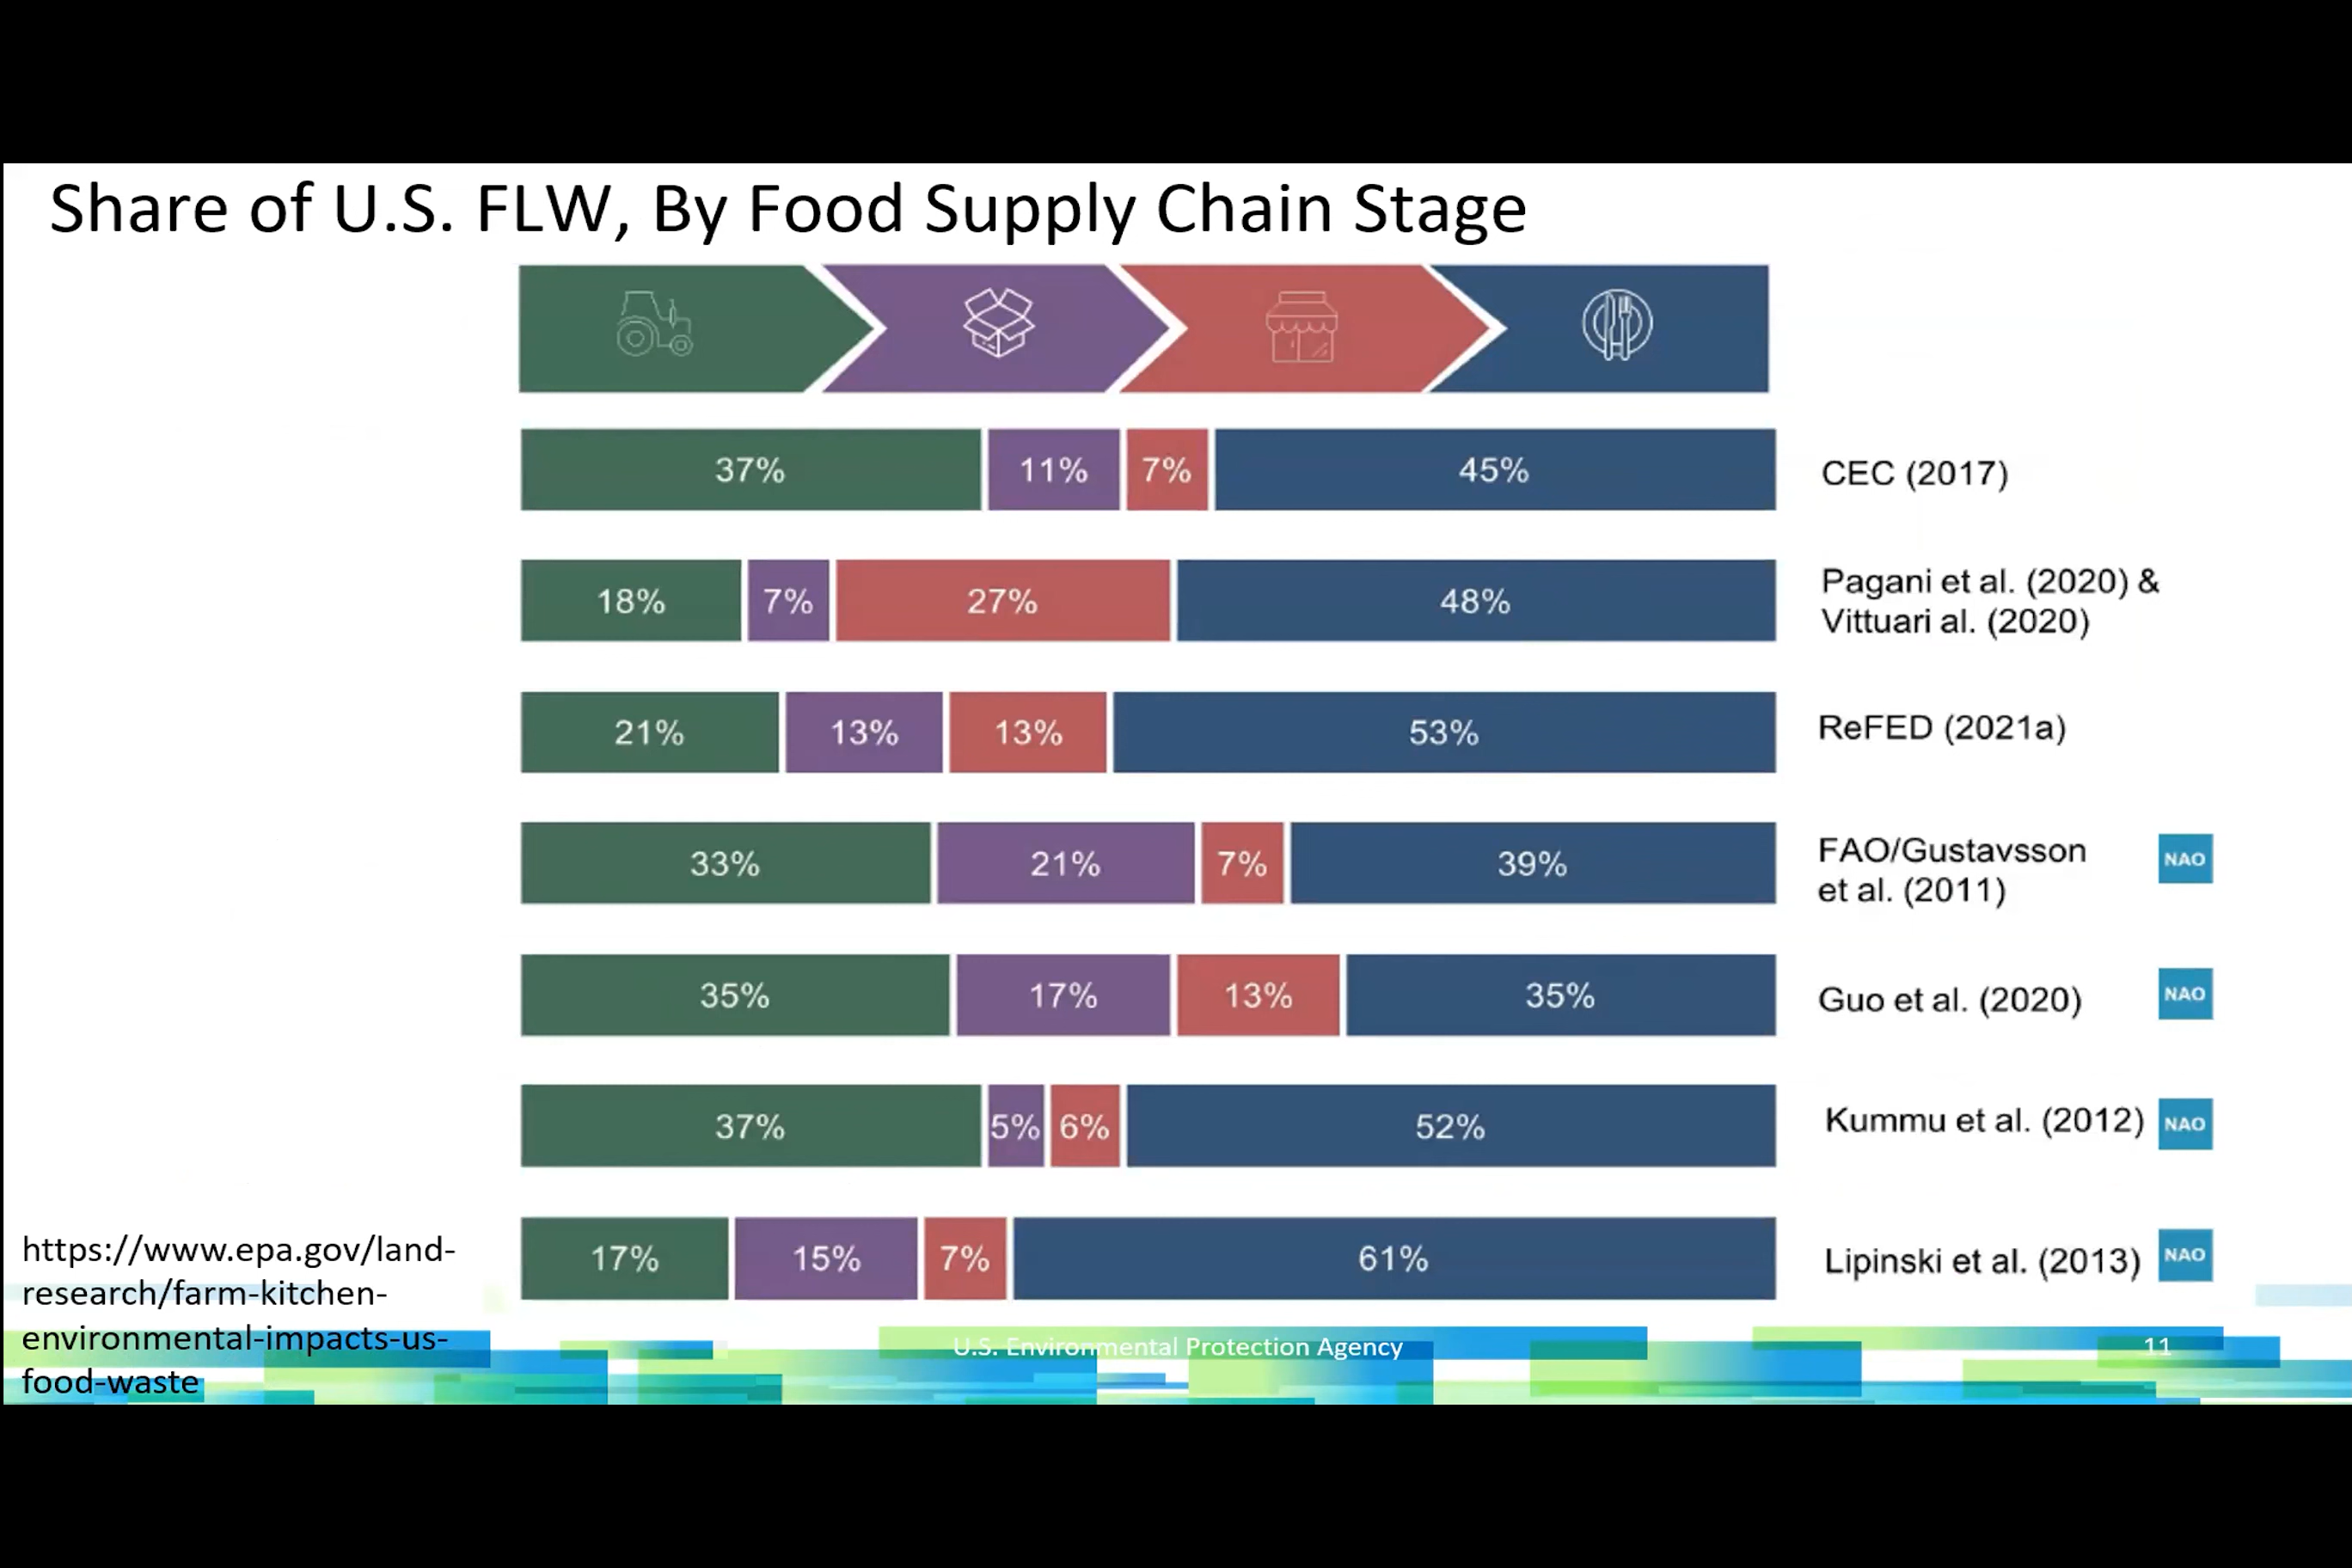 Share of U.S. FLW, By Food Supply Chain Stage
37% 11% 7% 45% CEC (2017)
18% 7% 27% 48% Pagani et al. (2020) &
Vittuari al. (2020)
21% 13% 13% 53% ReFED (2021a)
33% 21% 7% 39% FAO/Gustavsson
et al. (2011) NAO
35% 17% 13% 35% Guo et al. (2020) NAO
37% 5% 6% 52% Kummu et al. (2012) NAO
17% 15% 7% 61% Lipinski et al. (2013) NAO
https://www.epa.gov/land-
research/farm-kitchen-
environmental-impacts-us-
food-waste
U.S. Environmental Protection Agency
11